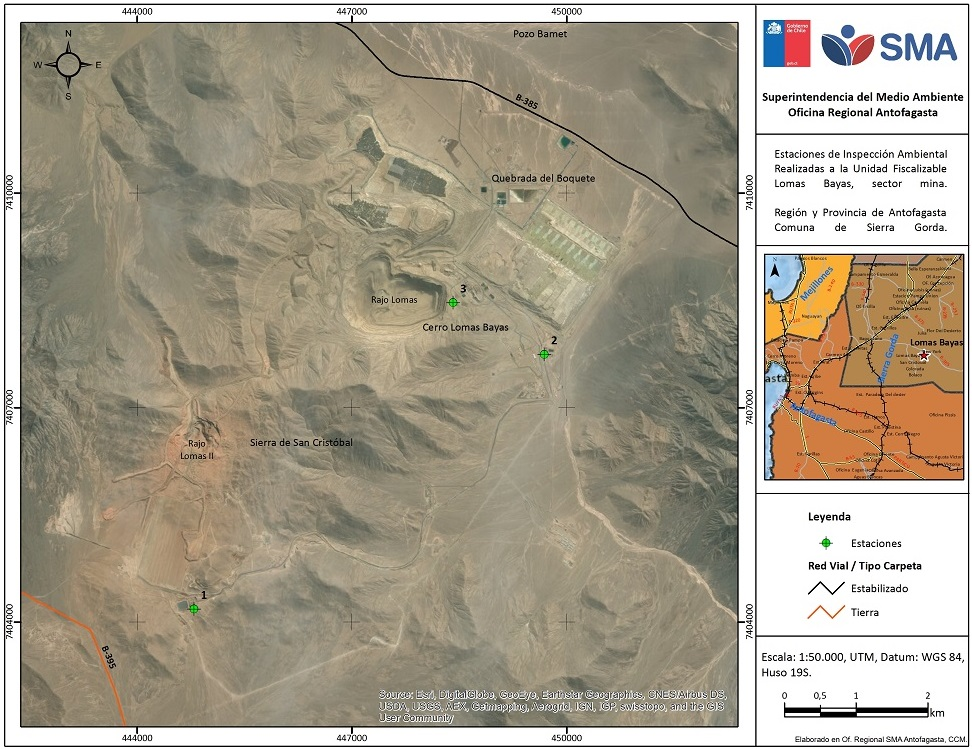 444000
447000
450000
N
W
E
S
Pozo Barnet
B-385
7410000
7410000
Quebrada del Boquete
Rajo Lomas
3
Cerro Lomas Bayas
2
7407000
7407000
Rajo
Lomas II
Sierra de San Cristóbal
1
7404000
7404000
B-395
Source: Esri, DigitalGlobe, GeoEye, Earthstar Geographics, CNES/Airbus DS,
USDA, USGS, AEX, Getmapping, Aerogrid, IGN, IGP, swisstopo, and the GIS
User Community
444000
447000
450000
Gobierno
de Chile
gob.cl
SMA
Superintendencia del Medio Ambiente
Oficina Regional Antofagasta
Estaciones de Inspección Ambiental
Realizadas a la Unidad Fiscalizable
Lomas Bayas, sector mina.
Región y Provincia de Antofagasta
Comuna de Sierra Gorda.
N
Mejillones
Sierra Gorda
Lomas Bayas
asta
Antofagasta
Oficina Castillo
Leyenda
Estaciones
Red Vial / Tipo Carpeta
Estabilizado
Tierra
Escala: 1:50.000, UTM, Datum: WGS 84,
Huso 19S.
0 0,5 1 2
km
Elaborado en Of. Regional SMA Antofagasta, CCM.